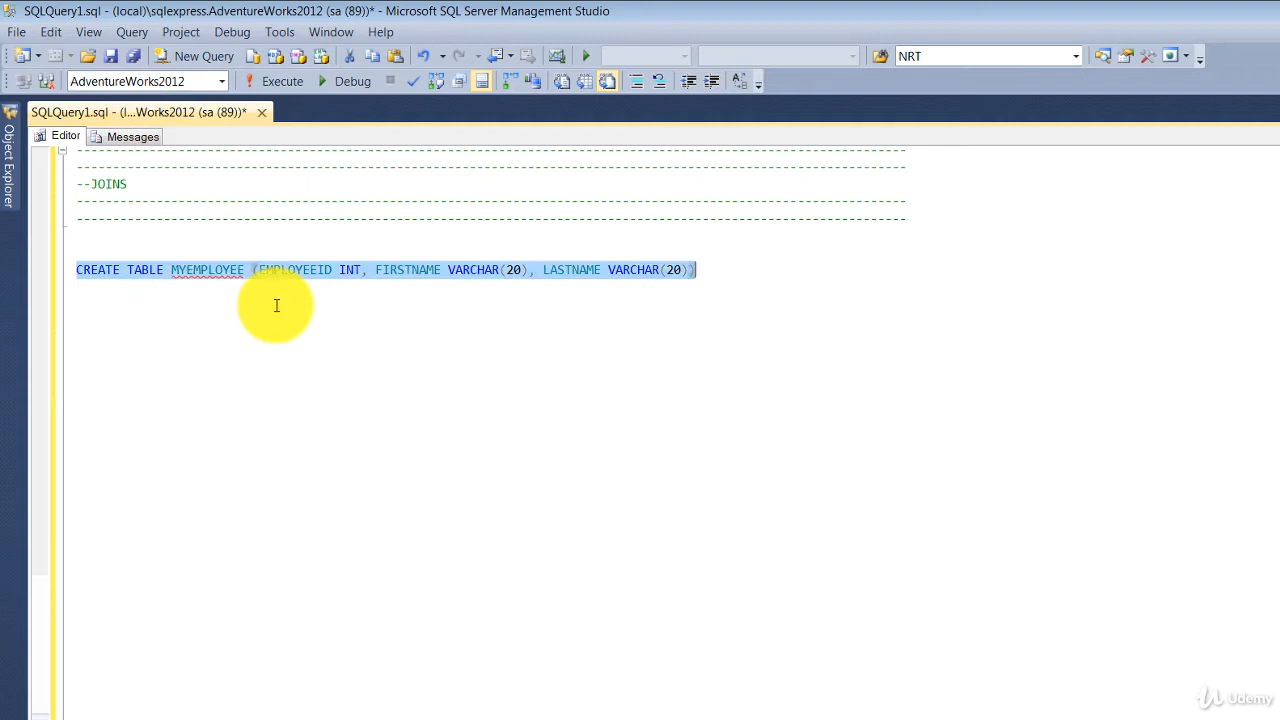 SQLQuery1.sql - (local)\sqlexpress.AdventureWorks2012 (sa (89))* - Microsoft SQL Server Management Studio
File Edit View Query Project Debug Tools Window Help
New Query NRT
AdventureWorks2012 Execute Debug
SQLQuery1.sql - (l...Works2012 (sa (89))*
Object Explorer
Editor Messages
--------------------------------------------------------------------------------------------------------------------
--------------------------------------------------------------------------------------------------------------------
--JOINS
--------------------------------------------------------------------------------------------------------------------
--------------------------------------------------------------------------------------------------------------------
CREATE TABLE MYEMPLOYEE (EMPLOYEEID INT, FIRSTNAME VARCHAR(20), LASTNAME VARCHAR(20))
Udemy